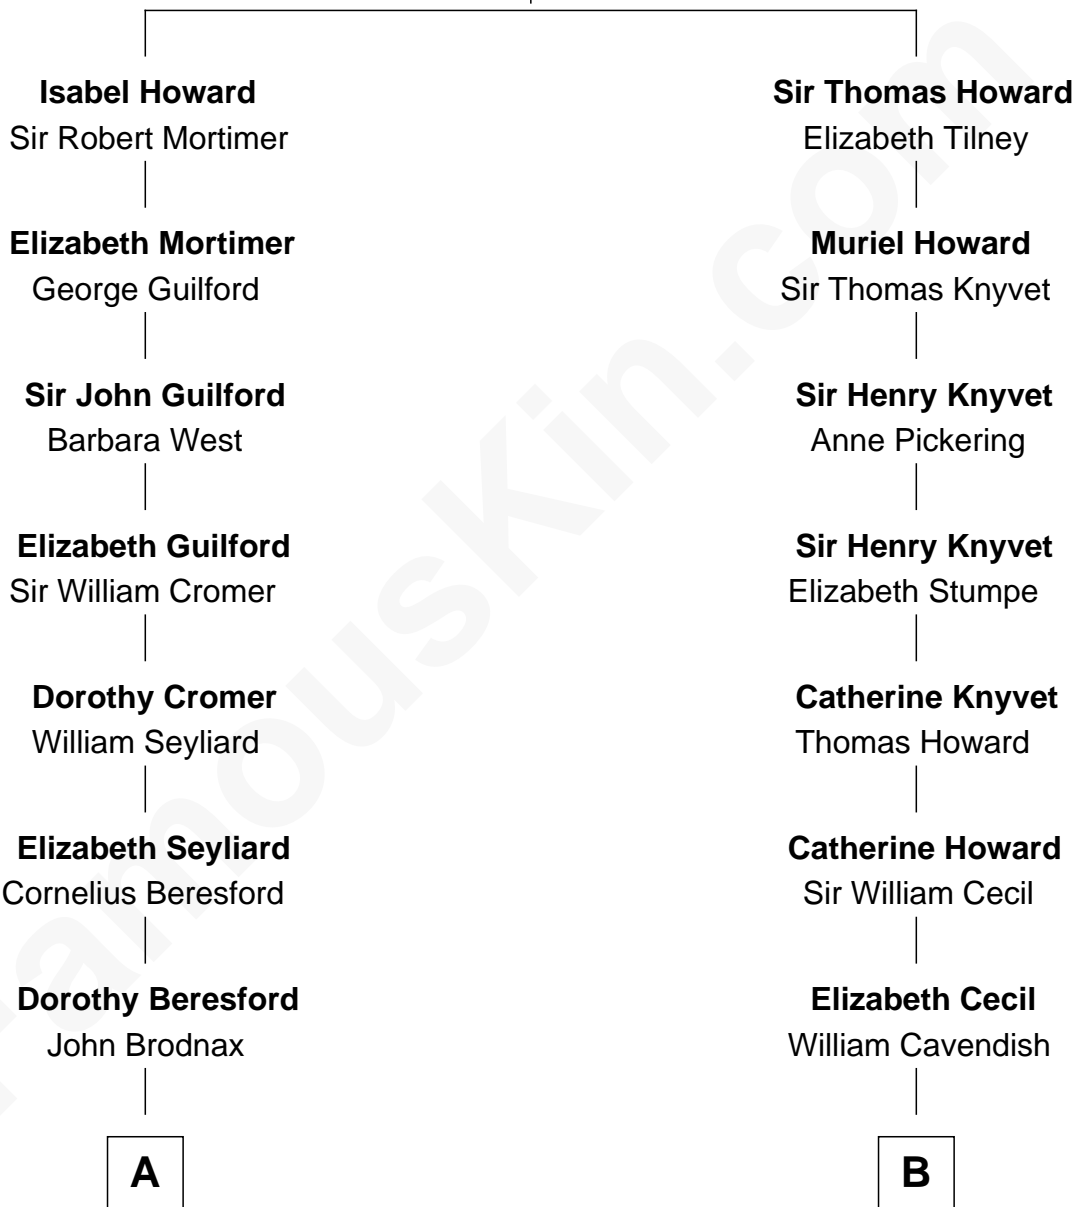 Isabel Howard
Sir Robert Mortimer
Elizabeth Mortimer
George Guilford
Sir John Guilford
Barbara West
Elizabeth Guilford
Sir William Cromer
Dorothy Cromer
William Seyliard
Elizabeth Seyliard
Cornelius Beresford
Dorothy Beresford
John Brodnax
A
Sir Thomas Howard
Elizabeth Tilney
Muriel Howard
Sir Thomas Knyvet
Sir Henry Knyvet
Anne Pickering
Sir Henry Knyvet
Elizabeth Stumpe
Catherine Knyvet
Thomas Howard
Catherine Howard
Sir William Cecil
Elizabeth Cecil
William Cavendish
B
FamousKin.com